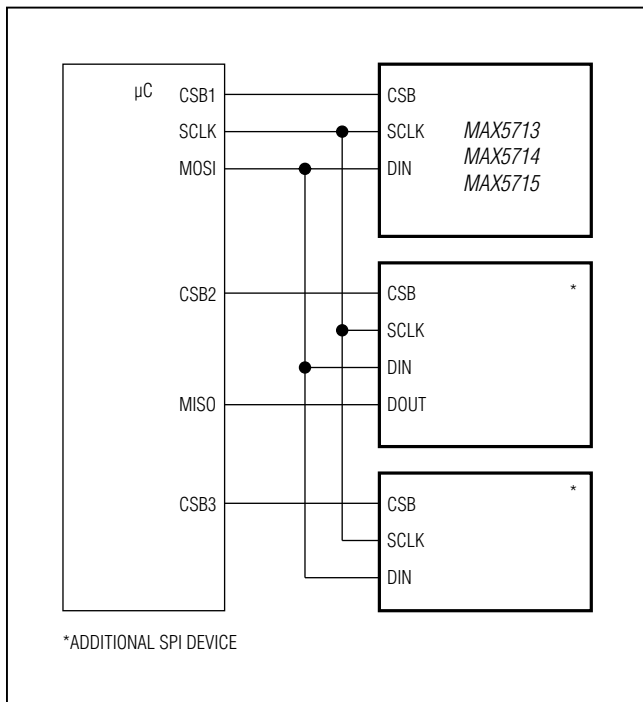 µC
CSB1
SCLK
MOSI
CSB2
MISO
CSB3
CSB
SCLK
DIN
MAX5713
MAX5714
MAX5715
CSB
*
SCLK
DIN
DOUT
CSB
*
SCLK
DIN
*ADDITIONAL SPI DEVICE